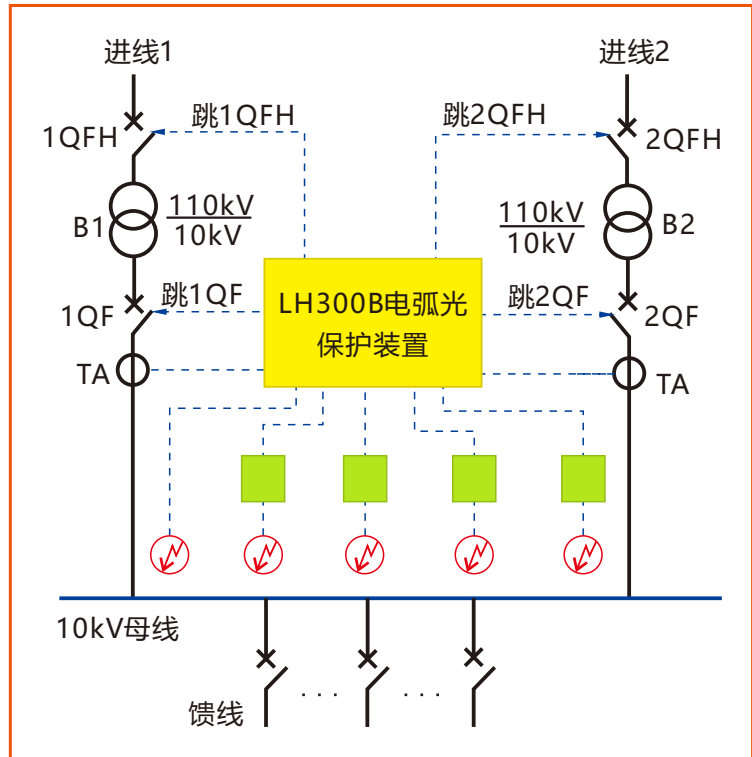 进线1
进线2
跳1QFH
跳2QFH
1QFH
2QFH
B1
110kV
10kV
110kV
10kV
B2
LH300B电弧光
保护装置
跳1QF
跳2QF
1QF
2QF
TA
TA
10kV母线
馈线
. . .
. . .